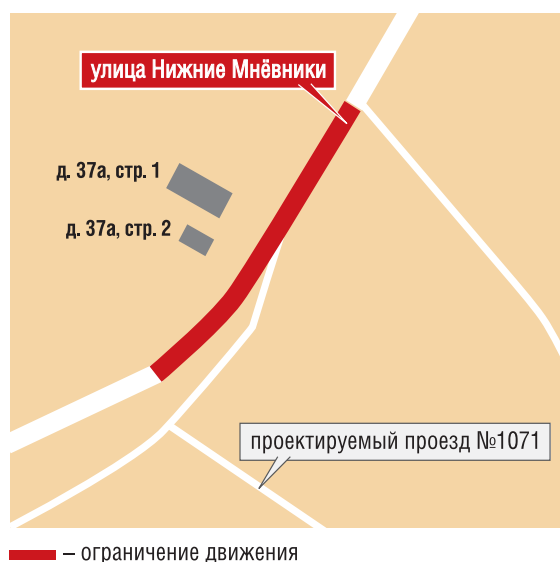 улица Нижние Мнёвники
д. 37а, стр. 1
д. 37а, стр. 2
проектируемый проезд №1071
– ограничение движения